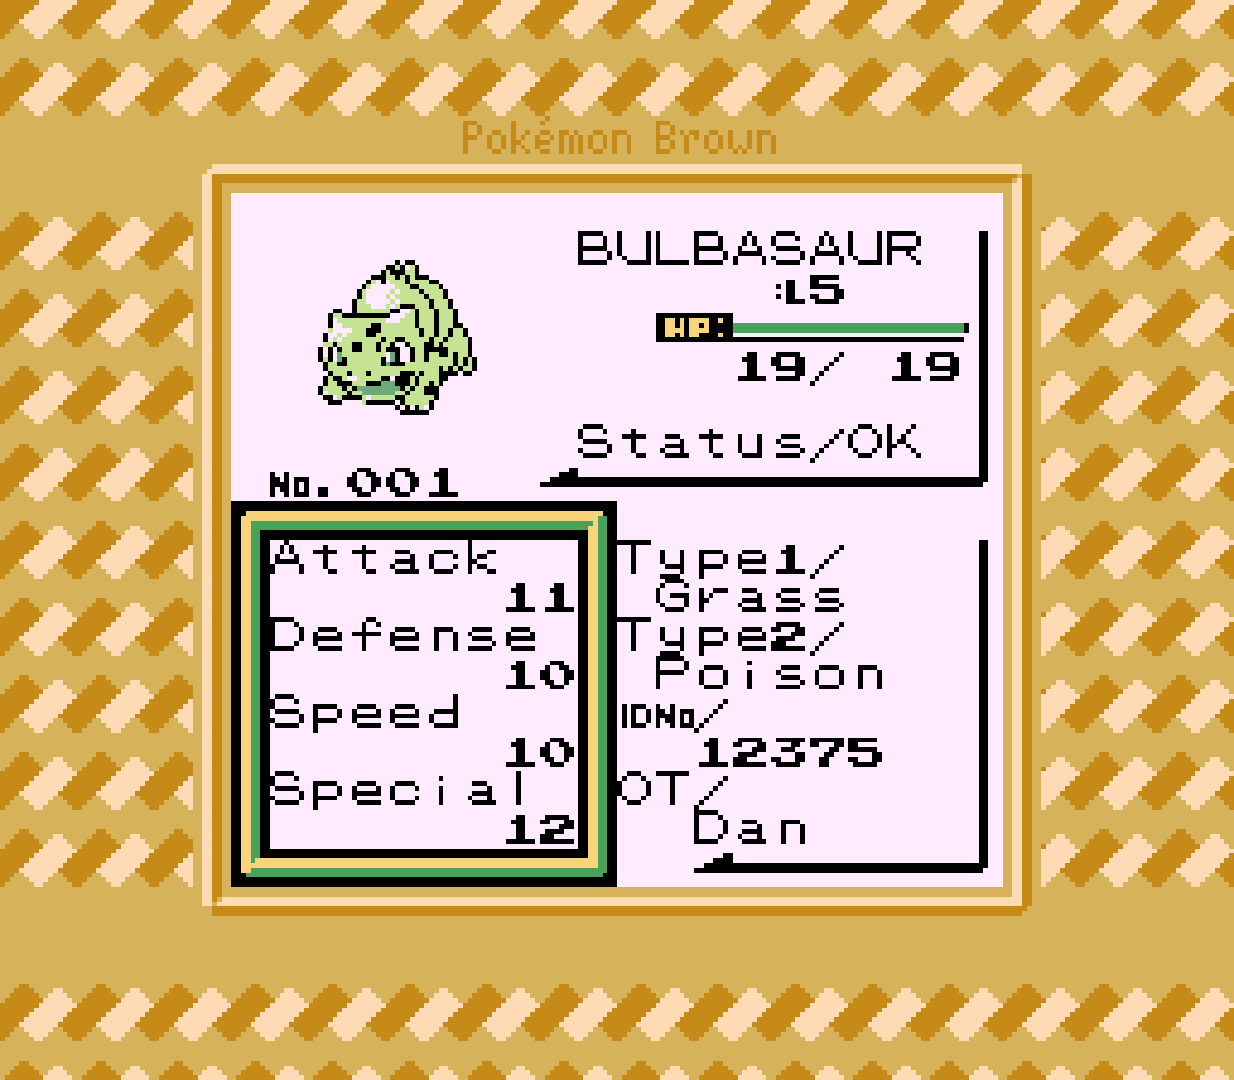 Pokémon Brown
BULBASAUR
:L5
HP:
19/ 19
Status/OK
No.001
Attack
11
Defense
10
Speed
10
Special
12
Type1/
Grass
Type2/
Poison
IDNo/
12375
OT/
Dan